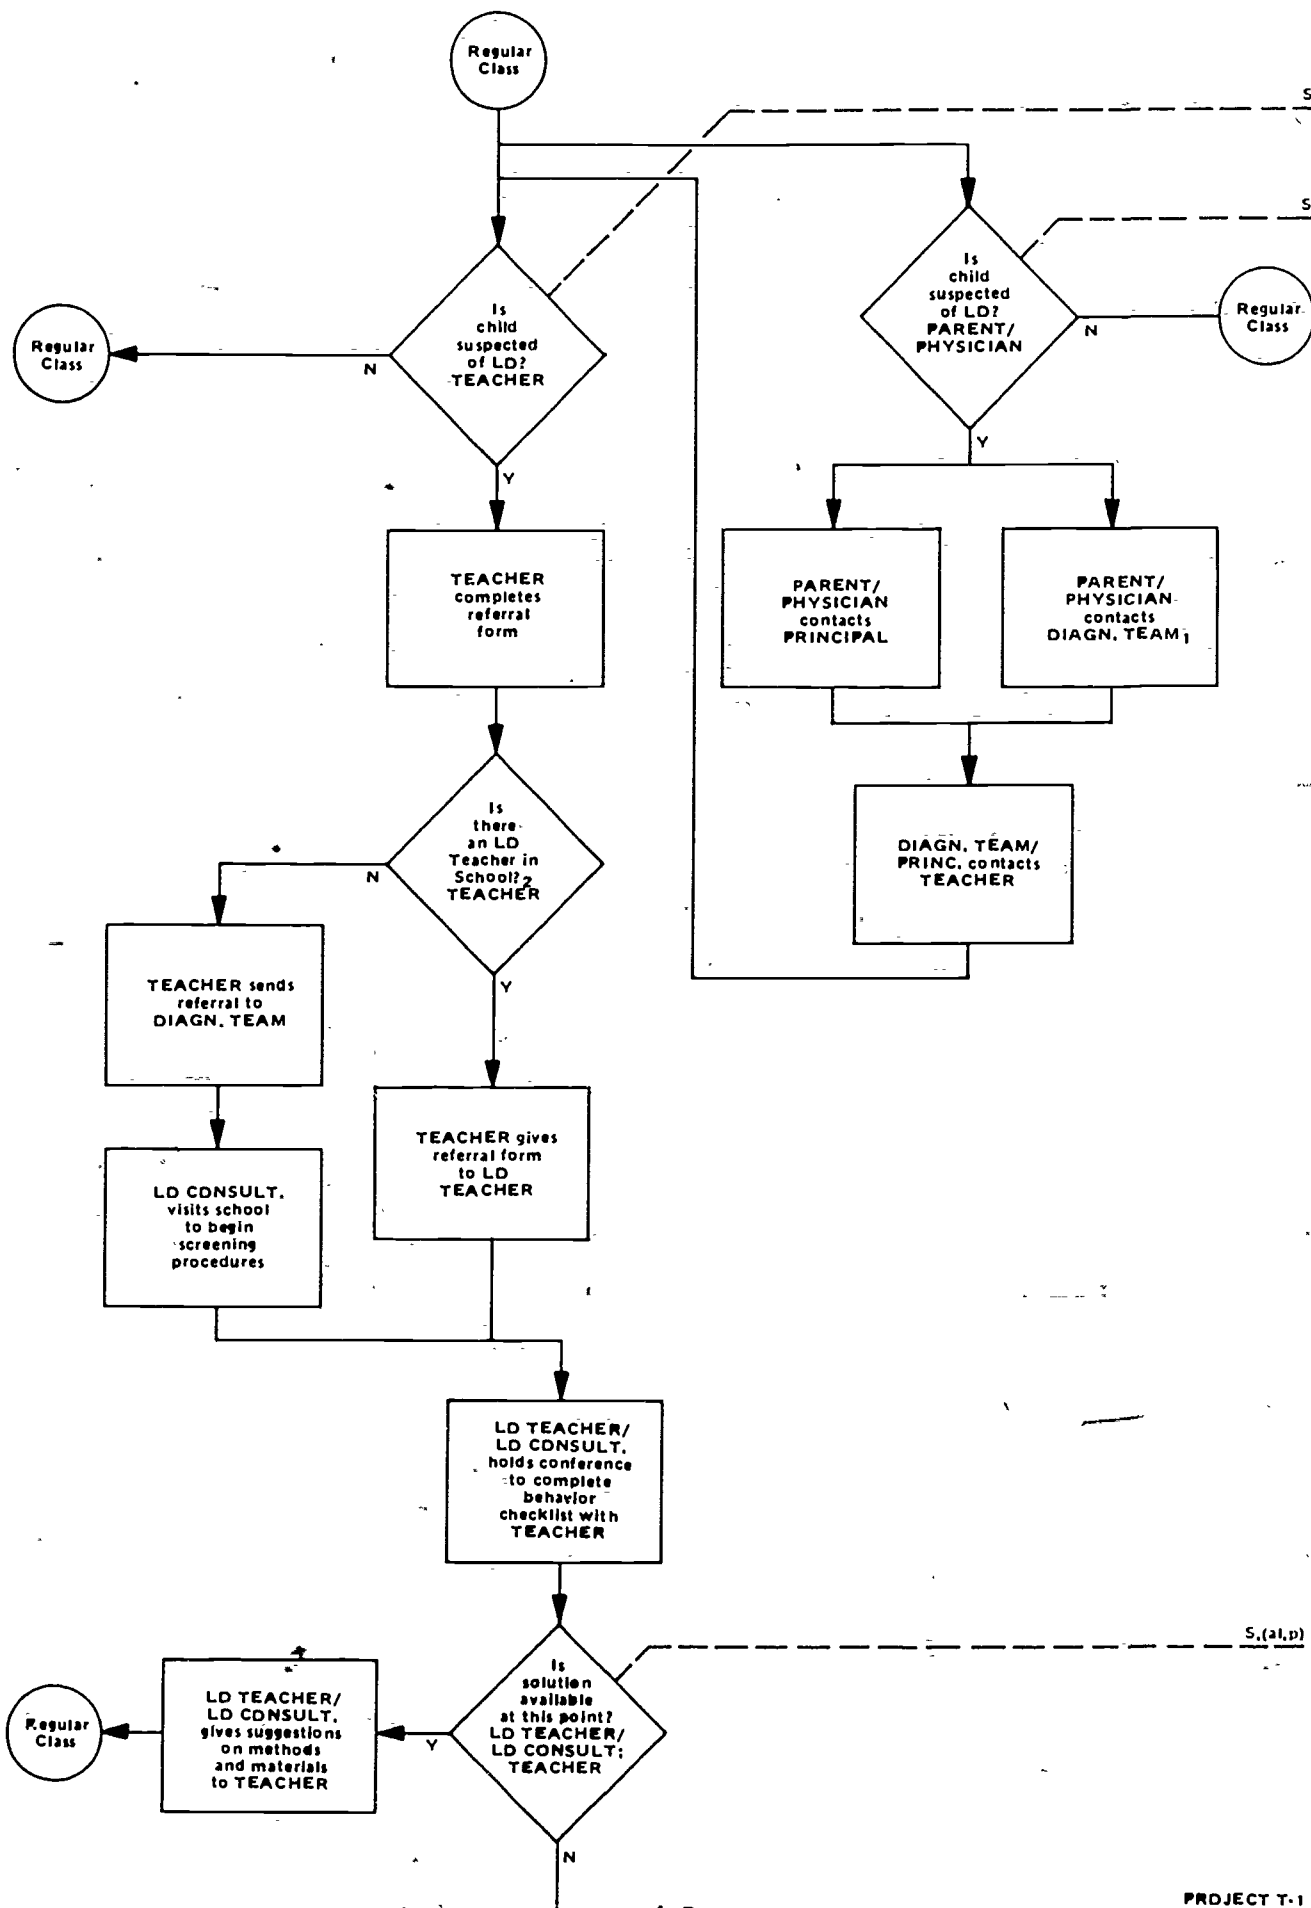 Regular
Class
S
S
Is
child
suspected
of LD?
PARENT/
PHYSICIAN
N
Regular
Class
Y
Is
child
suspected
of LD?
TEACHER
N
Regular
Class
Y
TEACHER
completes
referral
form
PARENT/
PHYSICIAN
contacts
PRINCIPAL
PARENT/
PHYSICIAN
contacts
DIAGN. TEAM1
DIAGN. TEAM/
PRINC. contacts
TEACHER
Is
there
an LD
Teacher in
School?2
TEACHER
N
Y
TEACHER sends
referral to
DIAGN. TEAM
TEACHER gives
referral form
to LD
TEACHER
LD CONSULT.
visits school
to begin
screening
procedures
LD TEACHER/
LD CONSULT.
holds conference
to complete
behavior
checklist with
TEACHER
S,(al,p)
Is
solution
available
at this point?
LD TEACHER/
LD CONSULT;
TEACHER
Y
N
LD TEACHER/
LD CONSULT.
gives suggestions
on methods
and materials
to TEACHER
Regular
Class
PROJECT T-1